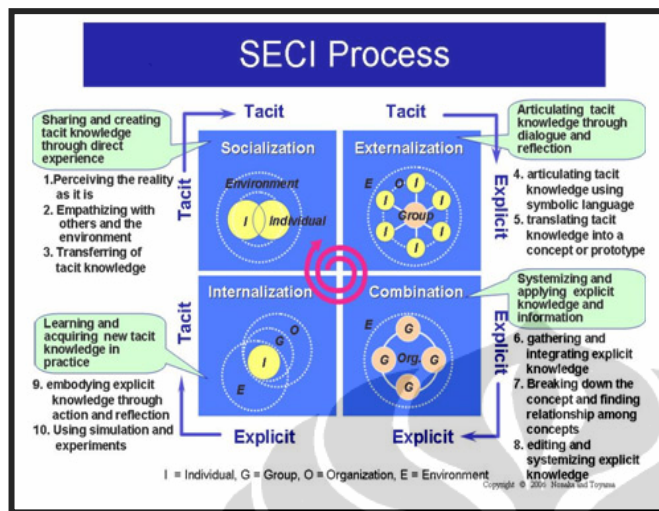 SECI Process
Tacit
Tacit
Sharing and creating
tacit knowledge
through direct
experience
Articulating tacit
knowledge through
dialogue and
reflection
Socialization
Externalization
Tacit
Explicit
1.Perceiving the reality
as it is
2. Empathizing with
others and the
environment
3. Transferring of
tacit knowledge
Environment
I Individual
E O I
I I
Group
I I
I
4. articulating tacit
knowledge using
symbolic language
5. translating tacit
knowledge into a
concept or prototype
Internalization
Combination
Systemizing and
applying explicit
knowledge and
information
Learning and
acquiring new tacit
knowledge in
practice
Tacit
Explicit
O
G
I
E
E G
G Org. G
G
9. embodying explicit
knowledge through
action and reflection
10. Using simulation and
experiments
6. gathering and
integrating explicit
knowledge
7. Breaking down the
concept and finding
relationship among
concepts
8. editing and
systemizing explicit
knowledge
Explicit
Explicit
I = Individual, G = Group, O = Organization, E = Environment
Copyright © 2006 Nonaka and Toyama